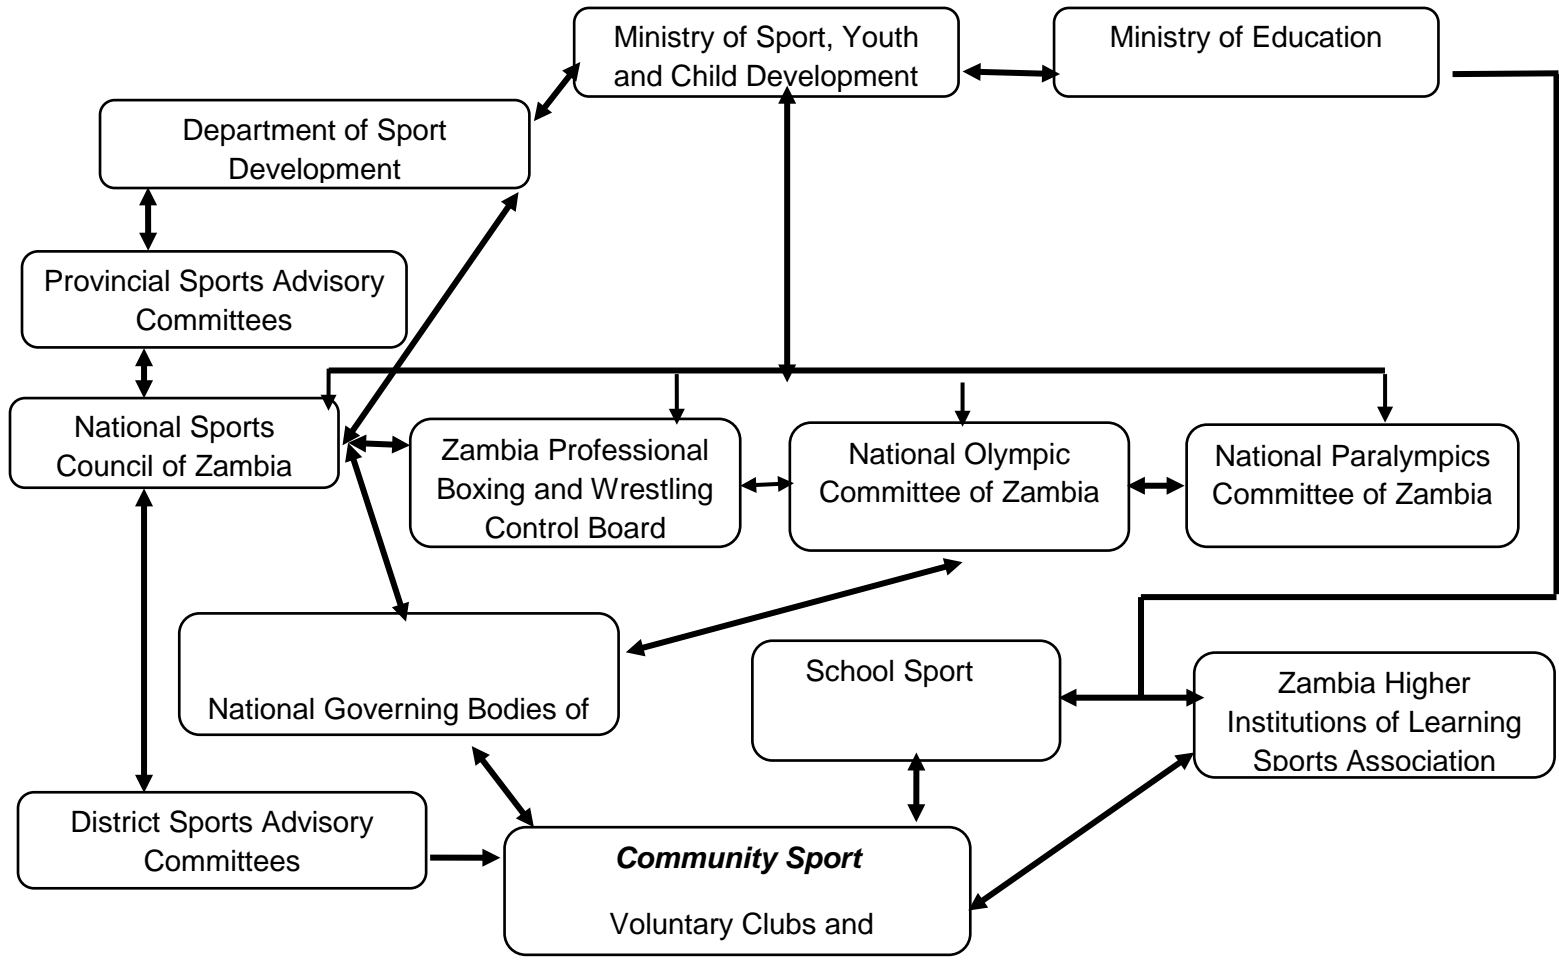 Ministry of Sport, Youth
and Child Development
Ministry of Education
Department of Sport
Development
Provincial Sports Advisory
Committees
National Sports
Council of Zambia
Zambia Professional
Boxing and Wrestling
Control Board
National Olympic
Committee of Zambia
National Paralympics
Committee of Zambia
National Governing Bodies of
School Sport
Zambia Higher
Institutions of Learning
Sports Association
District Sports Advisory
Committees
Community Sport
Voluntary Clubs and